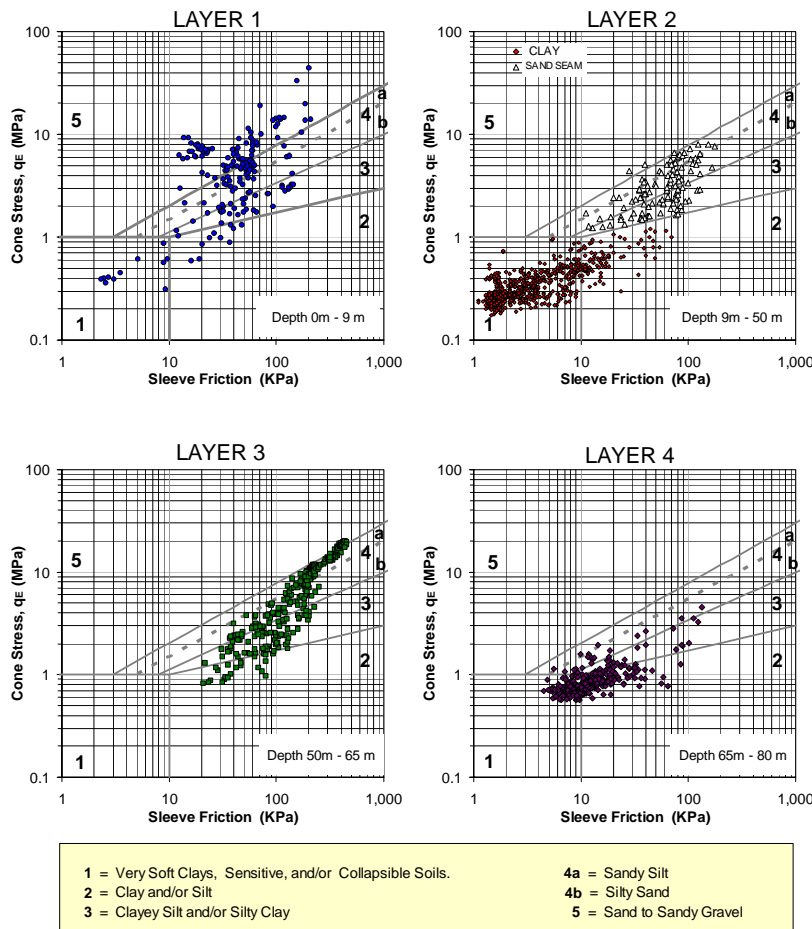 LAYER 1
100
10
1
0.1
Cone Stress, qE (MPa)
5
a
4
b
3
2
1
Depth 0m - 9 m
1
10
100
1,000
Sleeve Friction (KPa)
LAYER 2
100
10
1
0.1
Cone Stress, qE (MPa)
CLAY
SAND SEAM
5
a
4
b
3
2
1
Depth 9m - 50 m
1
10
100
1,000
Sleeve Friction (KPa)
LAYER 3
100
10
1
0.1
Cone Stress, qE (MPa)
5
a
4
b
3
2
1
Depth 50m - 65 m
1
10
100
1,000
Sleeve Friction (KPa)
LAYER 4
100
10
1
0.1
Cone Stress, qE (MPa)
5
a
4
b
3
2
1
Depth 65m - 80 m
1
10
100
1,000
Sleeve Friction (KPa)
1 = Very Soft Clays, Sensitive, and/or Collapsible Soils.
2 = Clay and/or Silt
3 = Clayey Silt and/or Silty Clay
4a = Sandy Silt
4b = Silty Sand
5 = Sand to Sandy Gravel